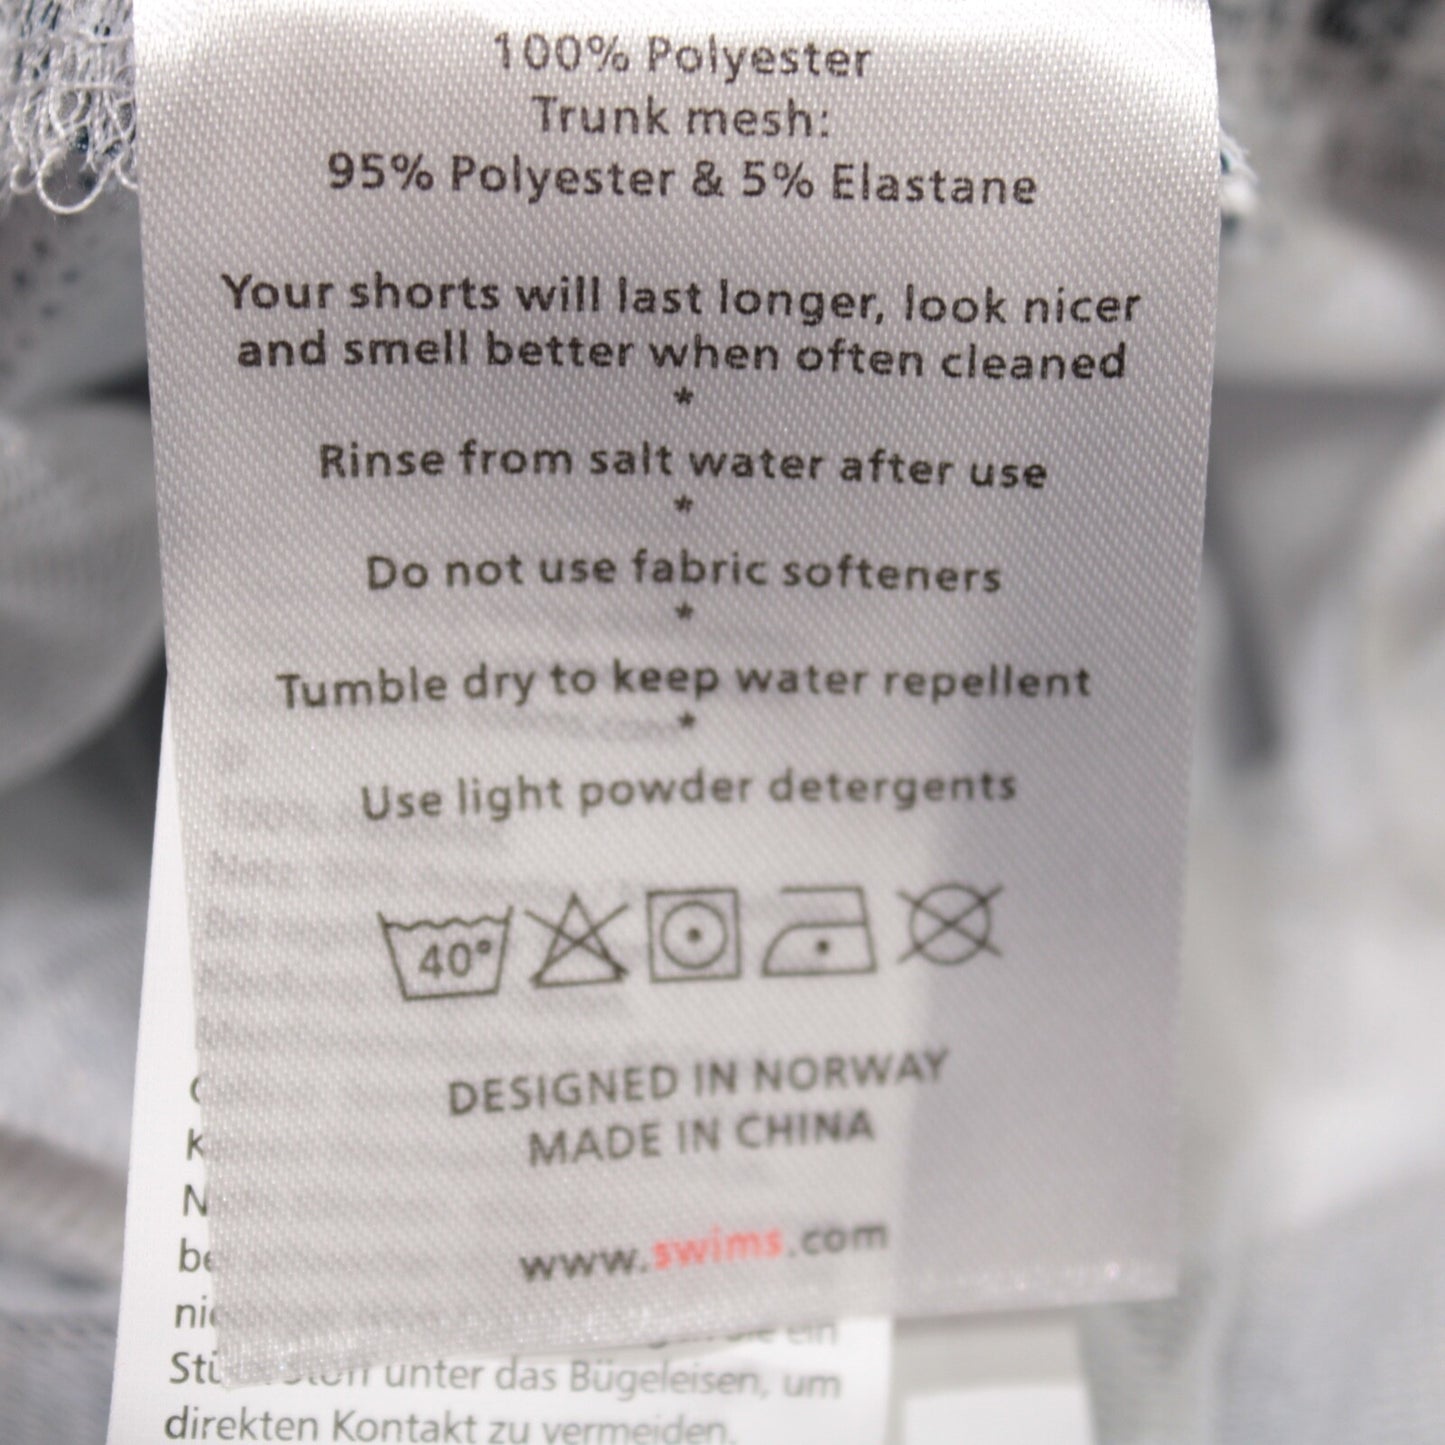 100% Polyester
Trunk mesh:
95% Polyester & 5% Elastane
Your shorts will last longer, look nicer
and smell better when often cleaned
*
Rinse from salt water after use
*
Do not use fabric softeners
*
Tumble dry to keep water repellent
*
Use light powder detergents
40°
DESIGNED IN NORWAY
MADE IN CHINA
www.swims.com
ein
Stoff unter das Bügeleisen, um
direkten Kontakt zu vermeiden.